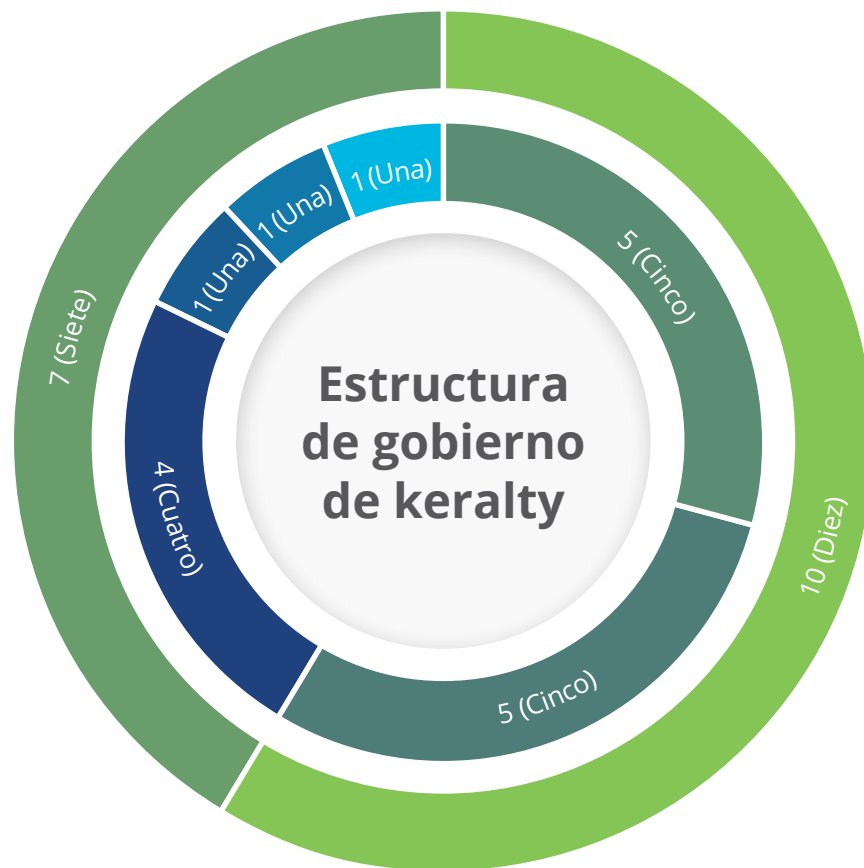 1 (Una)
1 (Una)
1 (Una)
5 (Cinco)
7 (Siete)
Estructura
de gobierno
de keralty
4 (Cuatro)
10 (Diez)
5 (Cinco)